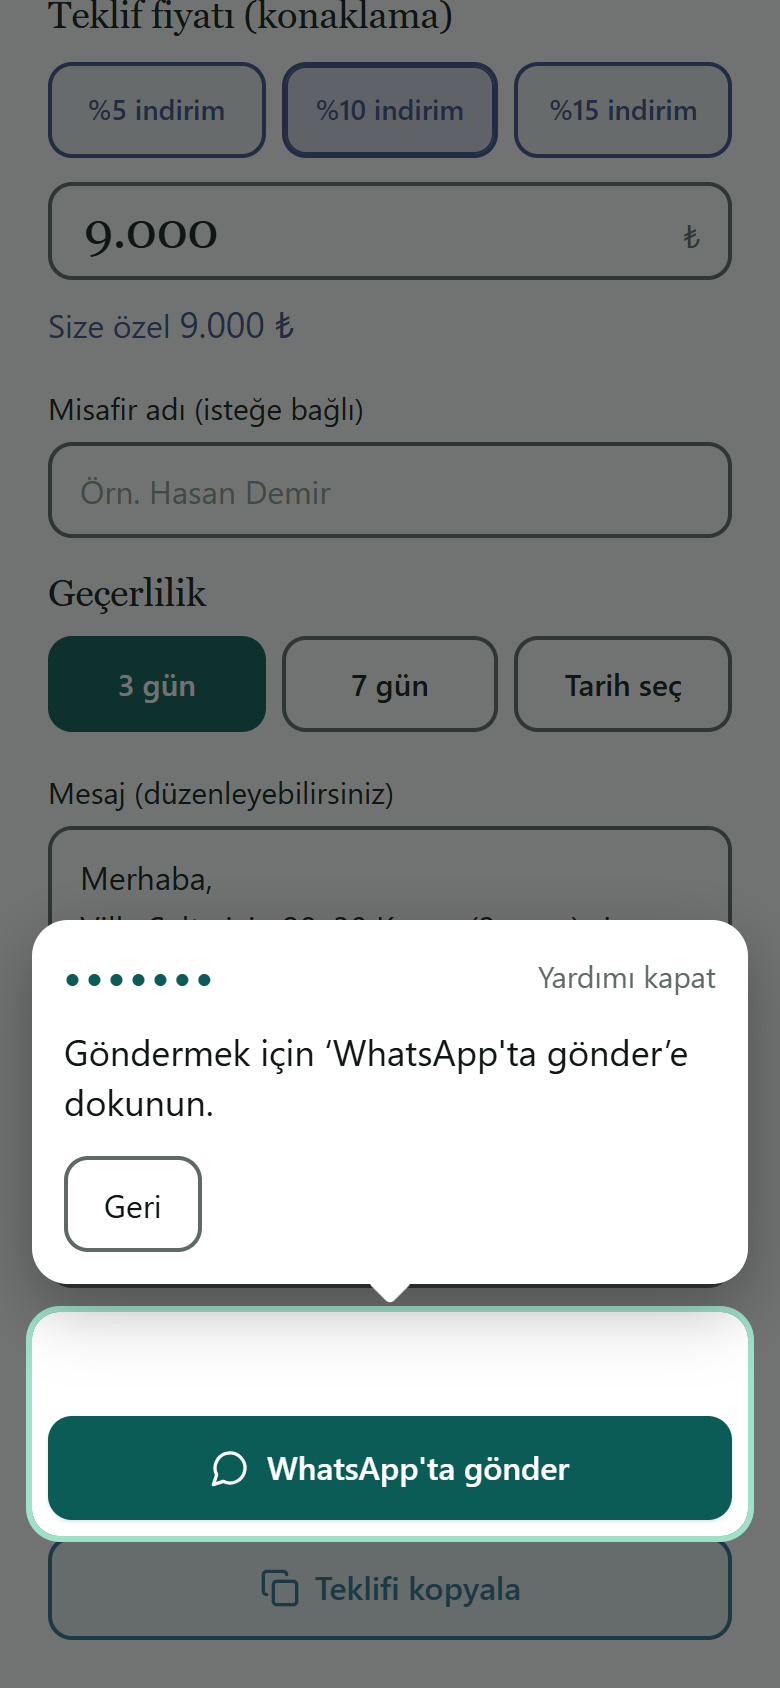 Teklif fiyatı (konaklama)
%5 indirim
%10 indirim
%15 indirim
9.000
₺
Size özel 9.000 ₺
Misafir adı (isteğe bağlı)
Örn. Hasan Demir
Geçerlilik
3 gün
7 gün
Tarih seç
Mesaj (düzenleyebilirsiniz)
Merhaba,
Yardımı kapat
Göndermek için ‘WhatsApp'ta gönder’e
dokunun.
Geri
WhatsApp'ta gönder
Teklifi kopyala